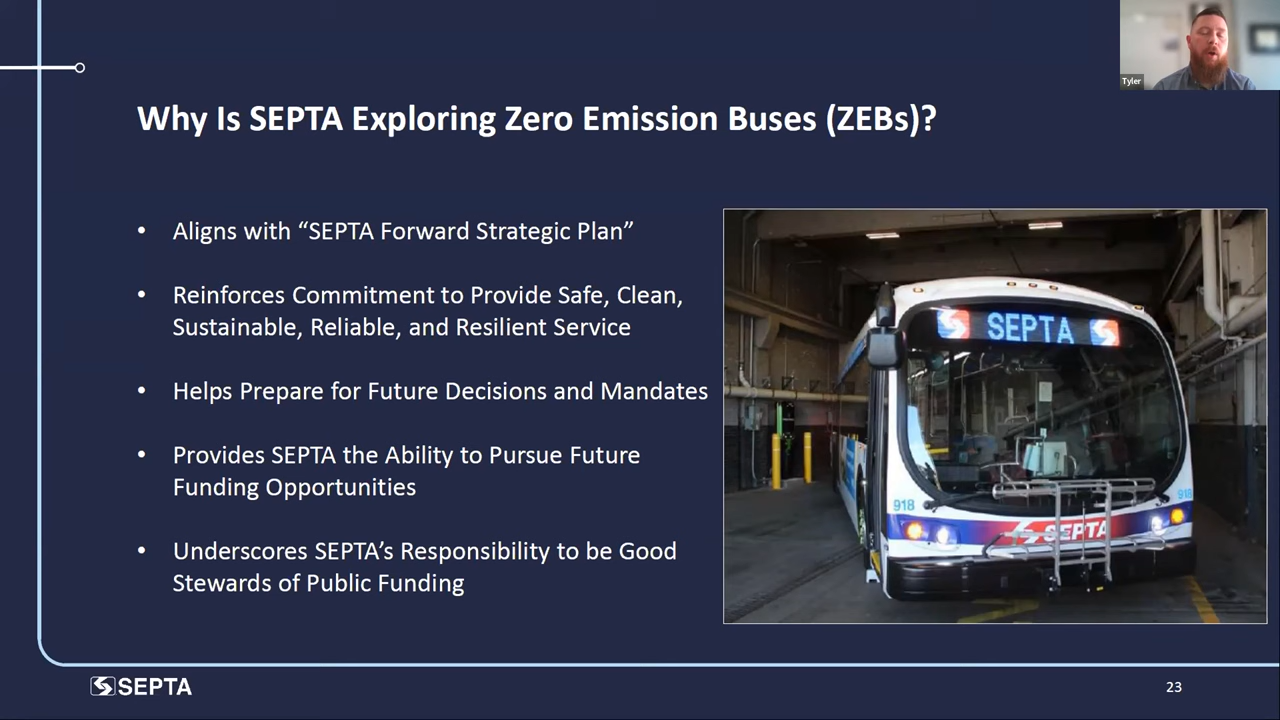 Tyler
Why Is SEPTA Exploring Zero Emission Buses (ZEBs)?
• Aligns with “SEPTA Forward Strategic Plan”
• Reinforces Commitment to Provide Safe, Clean,
Sustainable, Reliable, and Resilient Service
• Helps Prepare for Future Decisions and Mandates
• Provides SEPTA the Ability to Pursue Future
Funding Opportunities
• Underscores SEPTA’s Responsibility to be Good
Stewards of Public Funding
SEPTA
918
918
SEPTA
SEPTA
23